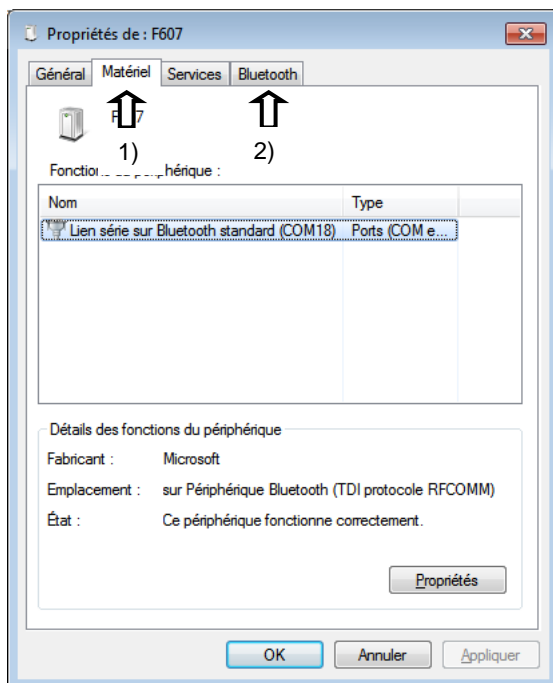 Propriétés de : F607
Général Matériel Services Bluetooth
1) 2)
Nom Type
Lien série sur Bluetooth standard (COM18) Ports (COM e...
Détails des fonctions du périphérique
Fabricant : Microsoft
Emplacement : sur Périphérique Bluetooth (TDI protocole RFCOMM)
État : Ce périphérique fonctionne correctement.
Propriétés
OK Annuler Appliquer